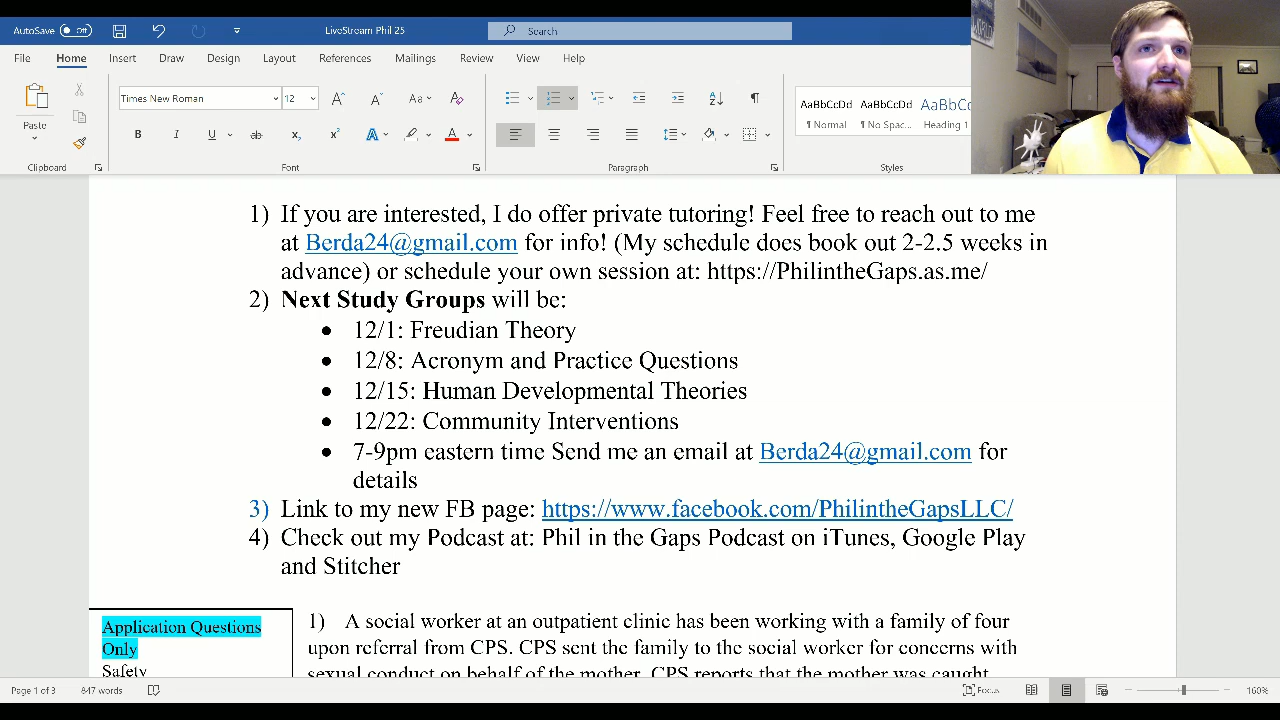 AutoSave Off LiveStream Phil 25 Search
File Home Insert Draw Design Layout References Mailings Review View Help
Times New Roman 12 Aa
Paste B I U ab x₂ x² A A AaBbCcDd AaBbCcDd AaBbCc
¶ Normal ¶ No Spac... Heading 1
Clipboard Font Paragraph Styles
1) If you are interested, I do offer private tutoring! Feel free to reach out to me
at Berda24@gmail.com for info! (My schedule does book out 2-2.5 weeks in
advance) or schedule your own session at: https://PhilintheGaps.as.me/
2) Next Study Groups will be:
• 12/1: Freudian Theory
• 12/8: Acronym and Practice Questions
• 12/15: Human Developmental Theories
• 12/22: Community Interventions
• 7-9pm eastern time Send me an email at Berda24@gmail.com for
details
3) Link to my new FB page: https://www.facebook.com/PhilintheGapsLLC/
4) Check out my Podcast at: Phil in the Gaps Podcast on iTunes, Google Play
and Stitcher
Application Questions
Only
Safety
1) A social worker at an outpatient clinic has been working with a family of four
upon referral from CPS. CPS sent the family to the social worker for concerns with
sexual conduct on behalf of the mother. CPS reports that the mother was caught
Page 1 of 3 847 words Focus 160%